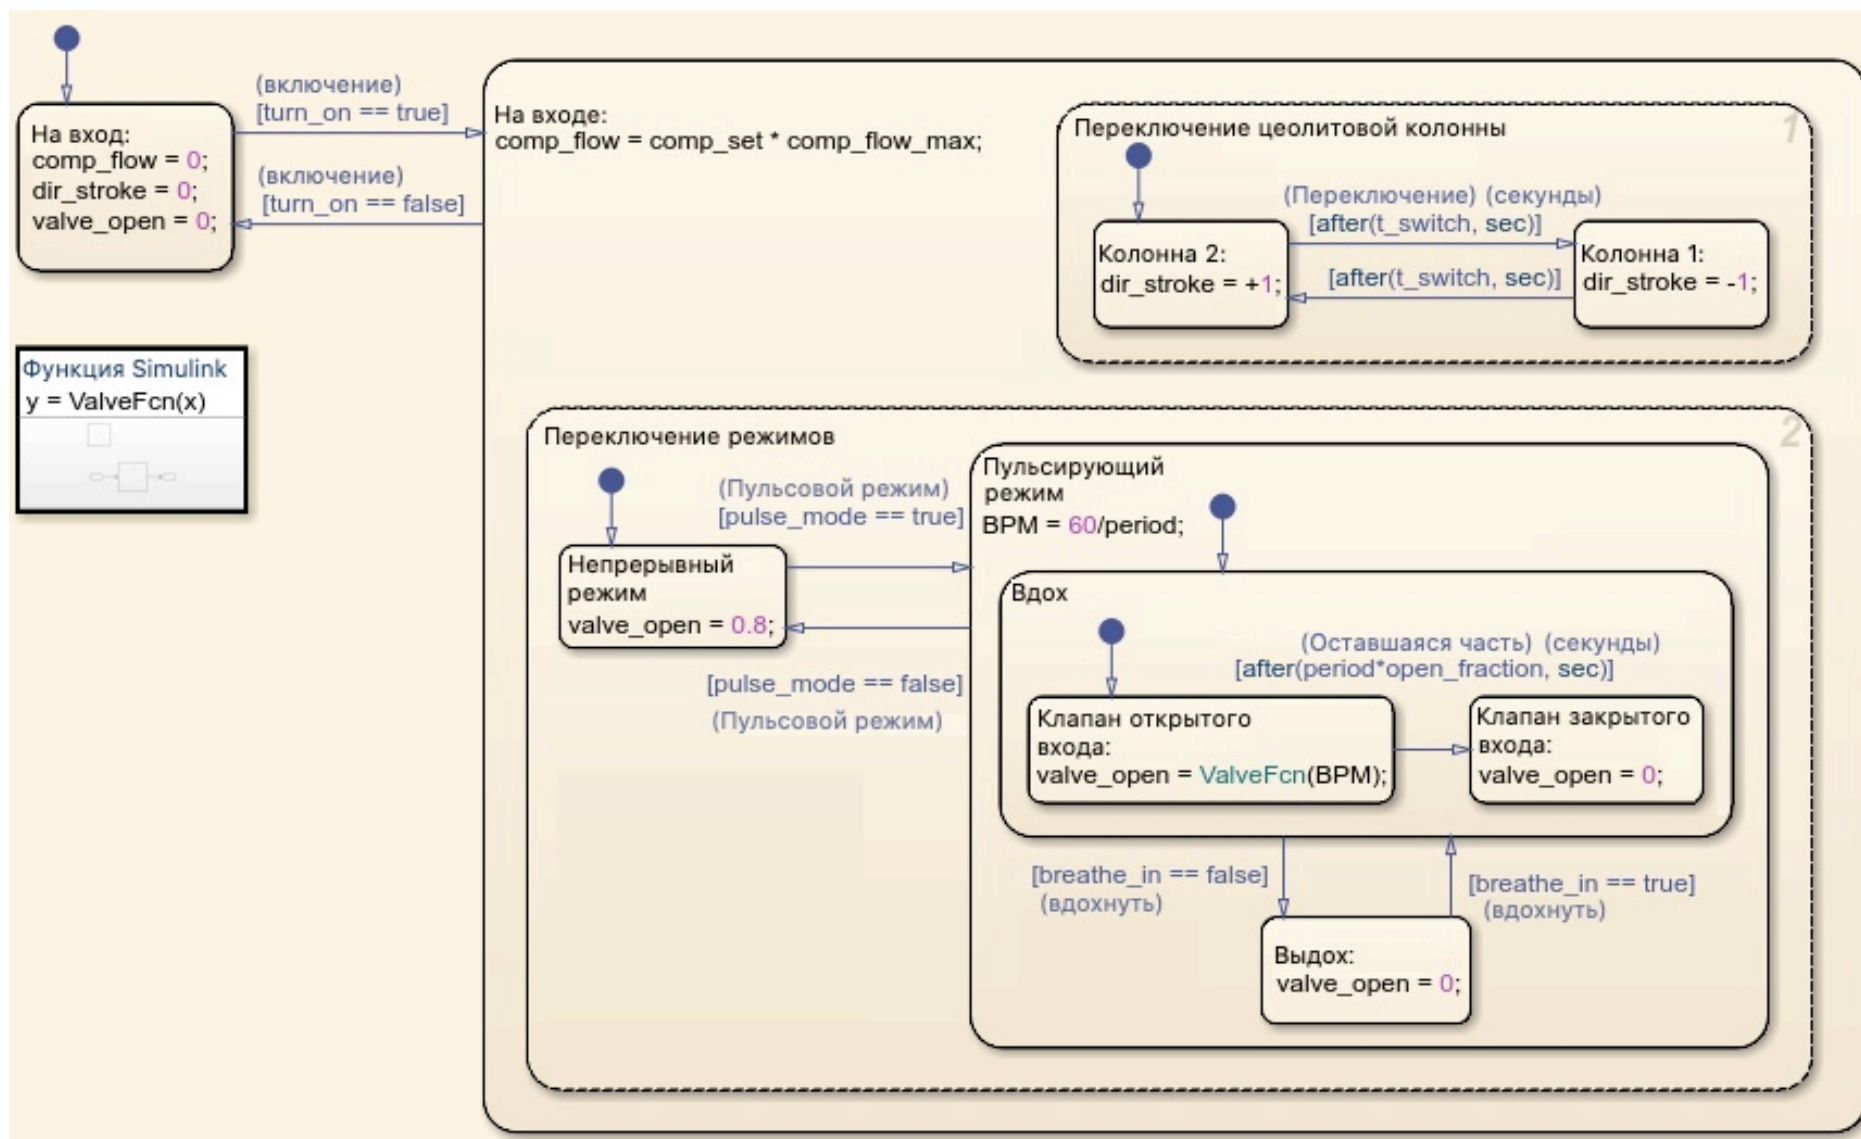 (включение)
[turn_on == true]
На вход:
comp_flow = 0;
dir_stroke = 0;
valve_open = 0;
(включение)
[turn_on == false]
Функция Simulink
y = ValveFcn(x)
На входе:
comp_flow = comp_set * comp_flow_max;
Переключение цеолитовой колонны
1
(Переключение) (секунды)
[after(t_switch, sec)]
Колонна 2:
dir_stroke = +1;
[after(t_switch, sec)]
Колонна 1:
dir_stroke = -1;
Переключение режимов
2
(Пульсовой режим)
[pulse_mode == true]
Непрерывный
режим
valve_open = 0.8;
[pulse_mode == false]
(Пульсовой режим)
Пульсирующий
режим
BPM = 60/period;
Вдох
(Оставшаяся часть) (секунды)
[after(period*open_fraction, sec)]
Клапан открытого
входа:
valve_open = ValveFcn(BPM);
Клапан закрытого
входа:
valve_open = 0;
[breathe_in == false]
(вдохнуть)
[breathe_in == true]
(вдохнуть)
Выдох:
valve_open = 0;